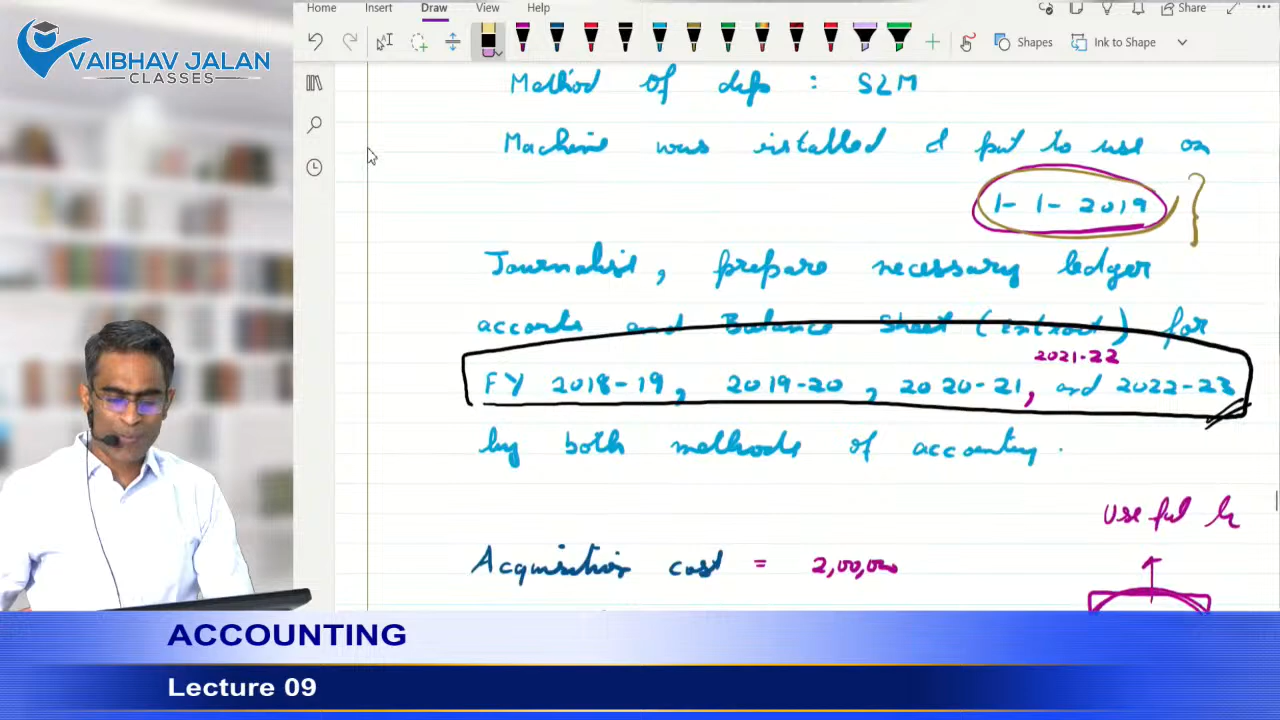 VAIBHAV JALAN
CLASSES
Home Insert Draw View Help
Share
Shapes
Ink to Shape
Method of dep : SLM
Machine was installed & put to use on
1-1-2019
Journalise, prepare necessary ledger
accounts and Balance Sheet (extract) for
2021-22
FY 2018-19, 2019-20, 2020-21, and 2022-23
by both methods of accounting.
useful
Acquisition cost = 2,00,000
ACCOUNTING
Lecture 09